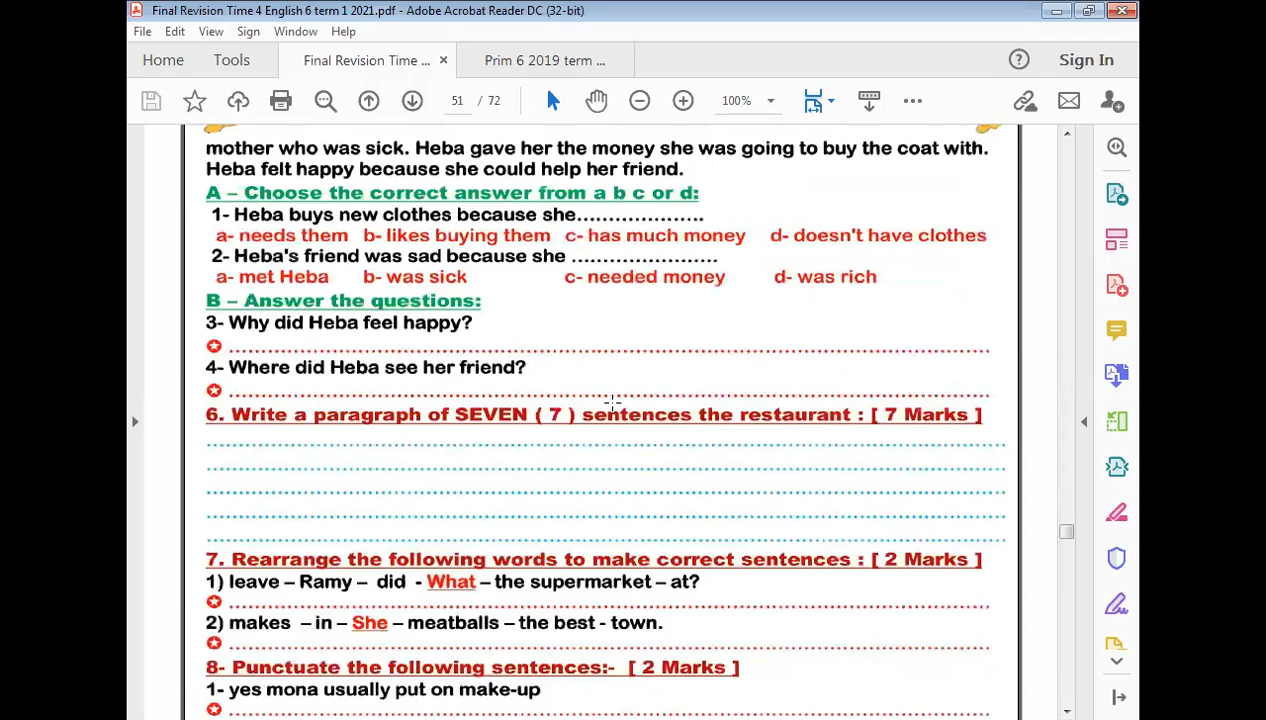 Final Revision Time 4 English 6 term 1 2021.pdf - Adobe Acrobat Reader DC (32-bit)
File Edit View Sign Window Help
Home Tools Final Revision Time ... × Prim 6 2019 term ... ? Sign In
51 / 72 100%
mother who was sick. Heba gave her the money she was going to buy the coat with.
Heba felt happy because she could help her friend.
A – Choose the correct answer from a b c or d:
1- Heba buys new clothes because she....................
a- needs them b- likes buying them c- has much money d- doesn't have clothes
2- Heba's friend was sad because she .......................
a- met Heba b- was sick c- needed money d- was rich
B – Answer the questions:
3- Why did Heba feel happy?
4- Where did Heba see her friend?
6. Write a paragraph of SEVEN ( 7 ) sentences the restaurant : [ 7 Marks ]
7. Rearrange the following words to make correct sentences : [ 2 Marks ]
1) leave – Ramy – did - What – the supermarket – at?
2) makes – in – She – meatballs – the best - town.
8- Punctuate the following sentences:- [ 2 Marks ]
1- yes mona usually put on make-up